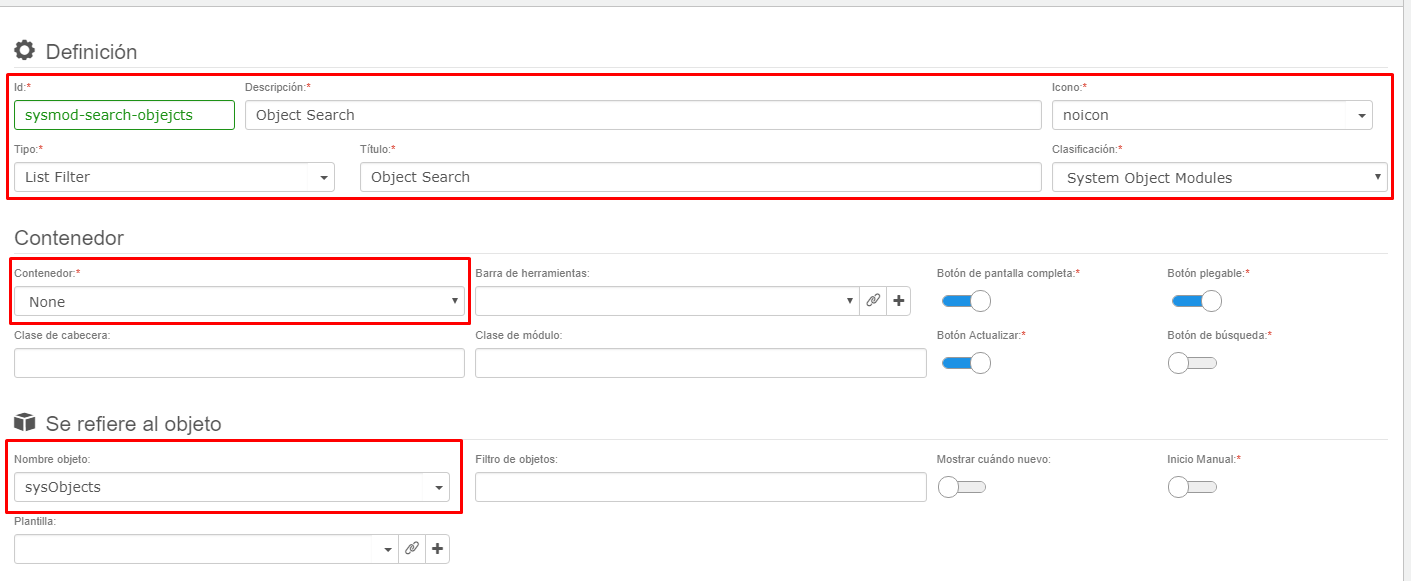 Definición
Id:* Descripción:* Icono:*
sysmod-search-objejcts Object Search noicon
Tipo:* Título:* Clasificación:*
List Filter Object Search System Object Modules
Contenedor
Contenedor:* Barra de herramientas: Botón de pantalla completa:* Botón plegable:*
None
Clase de cabecera: Clase de módulo: Botón Actualizar:* Botón de búsqueda:*
Se refiere al objeto
Nombre objeto: Filtro de objetos: Mostrar cuándo nuevo: Inicio Manual:*
sysObjects
Plantilla: